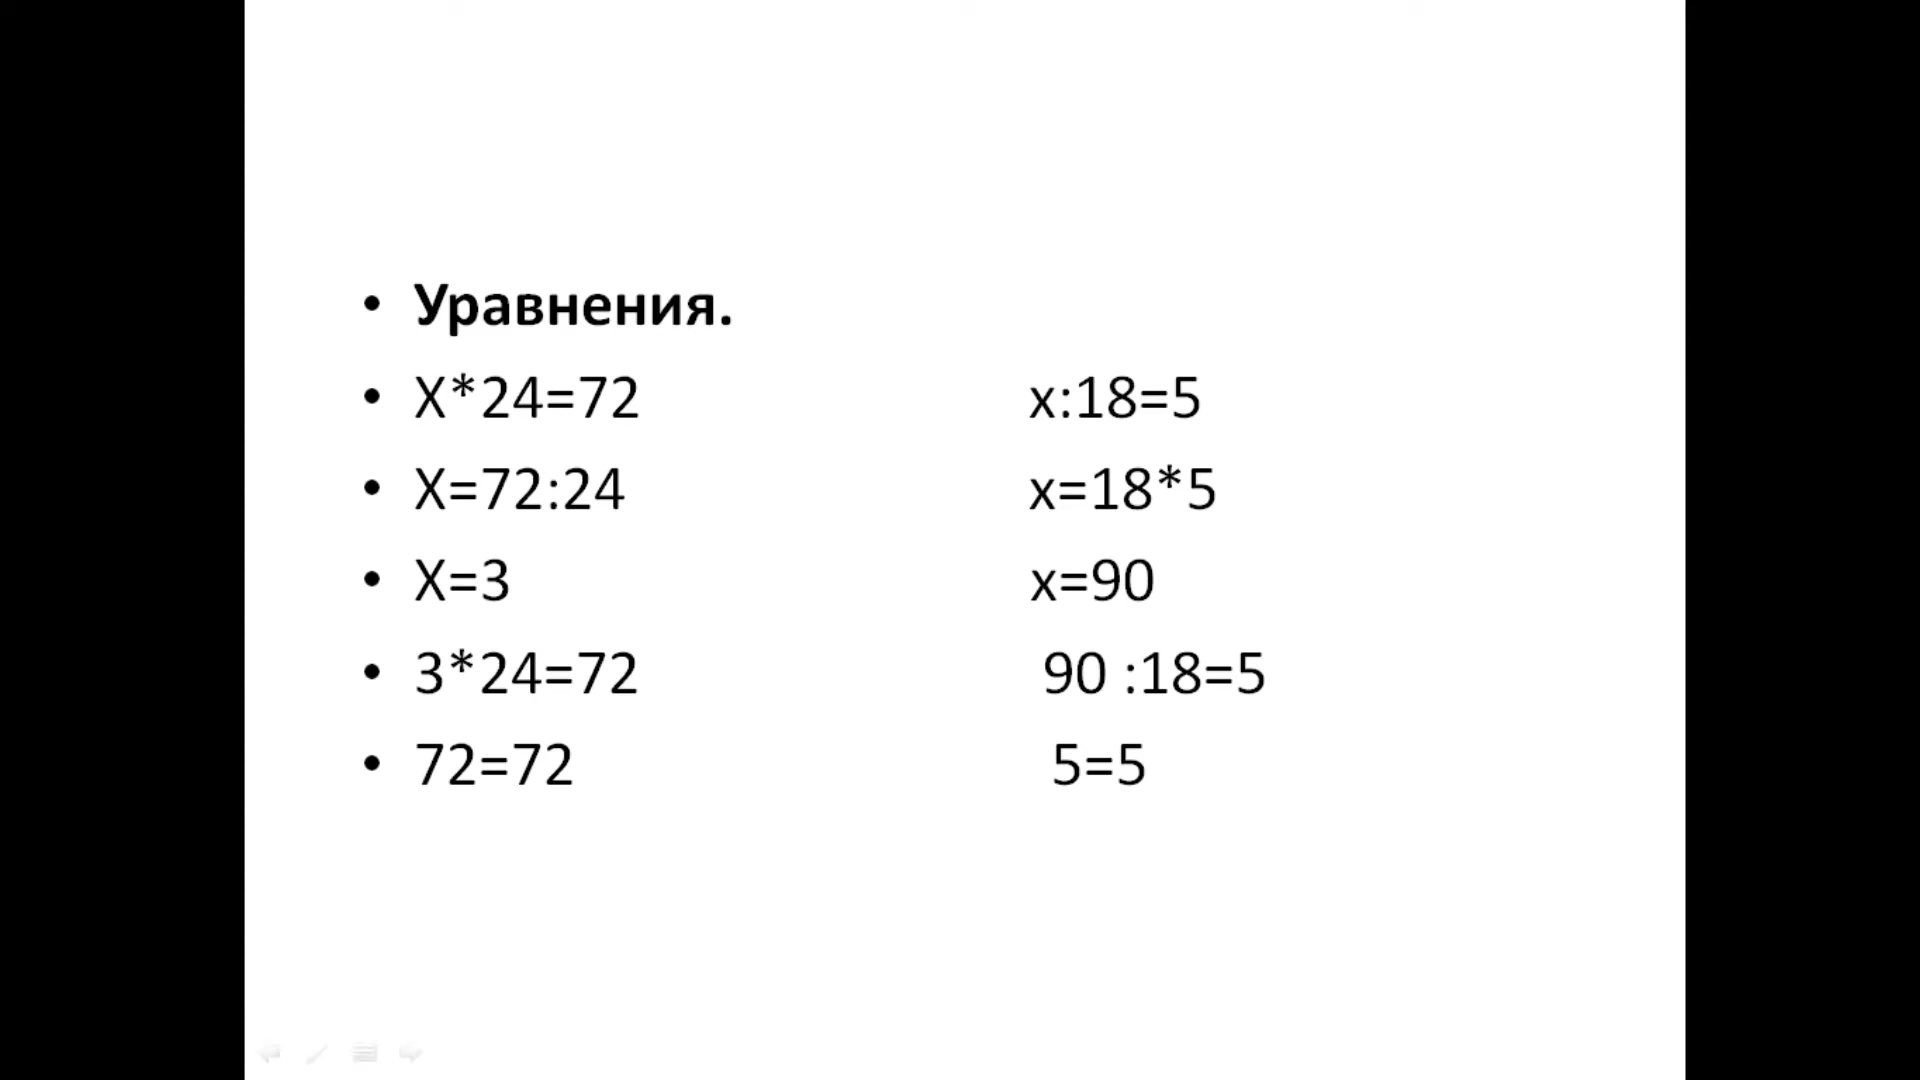 • Уравнения.
• Х*24=72 х:18=5
• Х=72:24 х=18*5
• Х=3 х=90
• 3*24=72 90 :18=5
• 72=72 5=5